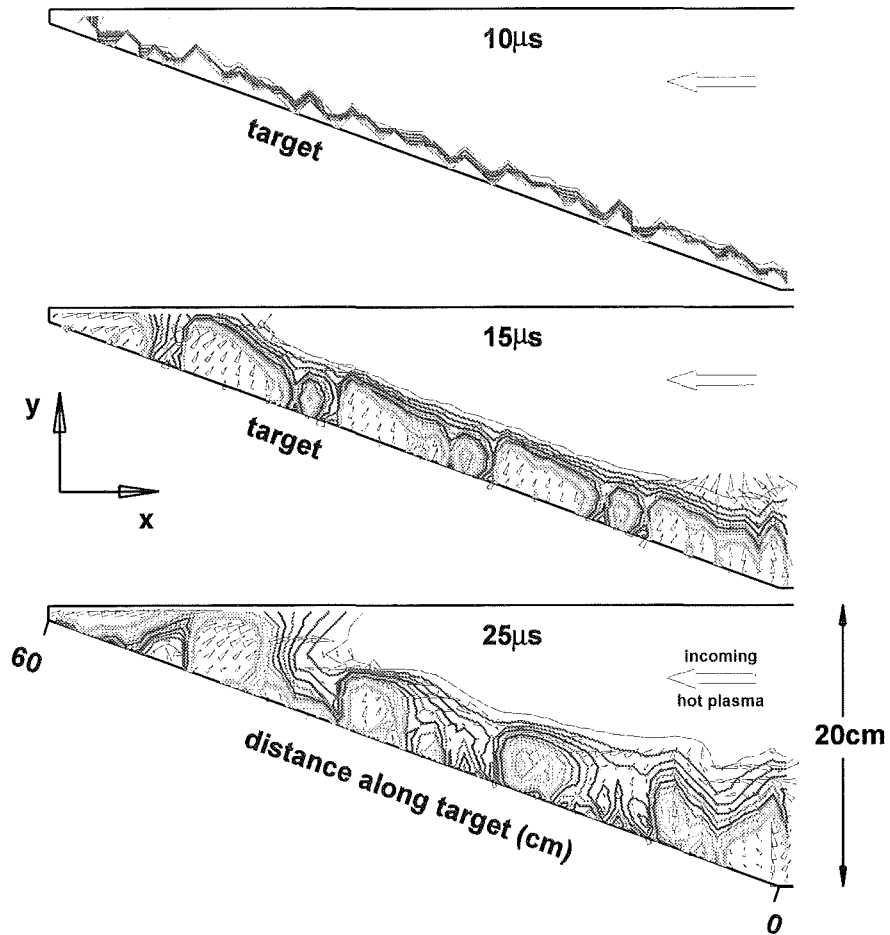 10μs
target
15μs
y
target
x
25μs
60
incoming
hot plasma
20cm
distance along target (cm)
0